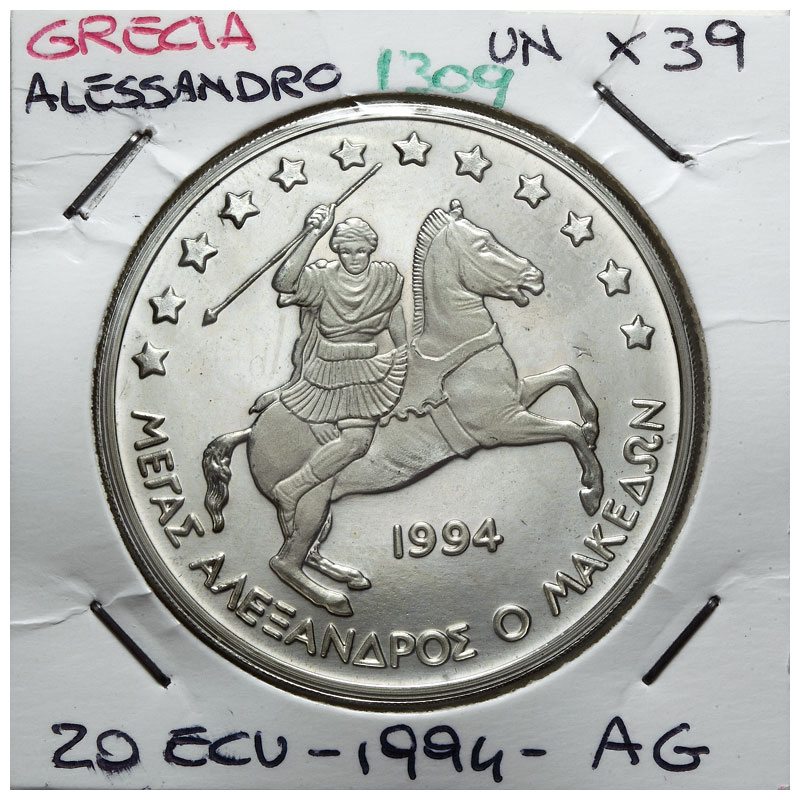 GRECIA UN X39
ALESSANDRO 1309
ΜΕΓΑΣ ΑΛΕΞΑΝΔΡΟΣ Ο ΜΑΚΕΔΩΝ
1994
20 ECU - 1994 - AG